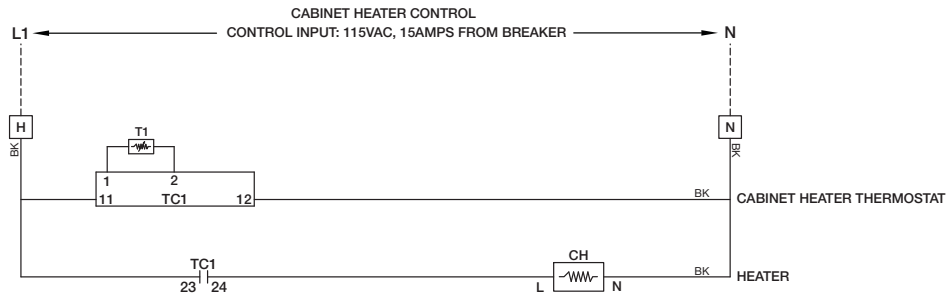 CABINET HEATER CONTROL
L1
CONTROL INPUT: 115VAC, 15AMPS FROM BREAKER
N
H
N
BK
BK
T1
1
2
11
TC1
12
BK
CABINET HEATER THERMOSTAT
TC1
23
24
CH
L
N
BK
HEATER